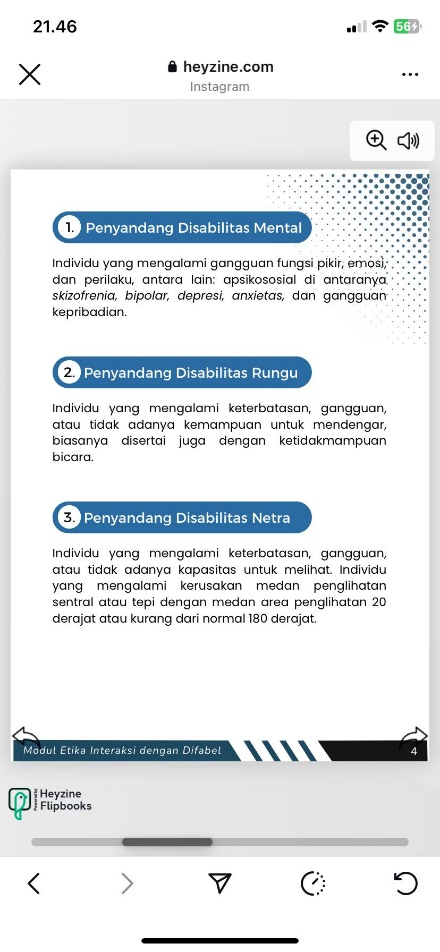 21.46
56
heyzine.com
Instagram
1. Penyandang Disabilitas Mental
Individu yang mengalami gangguan fungsi pikir, emosi,
dan perilaku, antara lain: apsikososial di antaranya
skizofrenia, bipolar, depresi, anxietas, dan gangguan
kepribadian.
2. Penyandang Disabilitas Rungu
Individu yang mengalami keterbatasan, gangguan,
atau tidak adanya kemampuan untuk mendengar,
biasanya disertai juga dengan ketidakmampuan
bicara.
3. Penyandang Disabilitas Netra
Individu yang mengalami keterbatasan, gangguan,
atau tidak adanya kapasitas untuk melihat. Individu
yang mengalami kerusakan medan penglihatan
sentral atau tepi dengan medan area penglihatan 20
derajat atau kurang dari normal 180 derajat.
Modul Etika Interaksi dengan Difabel
4
Heyzine
Flipbooks